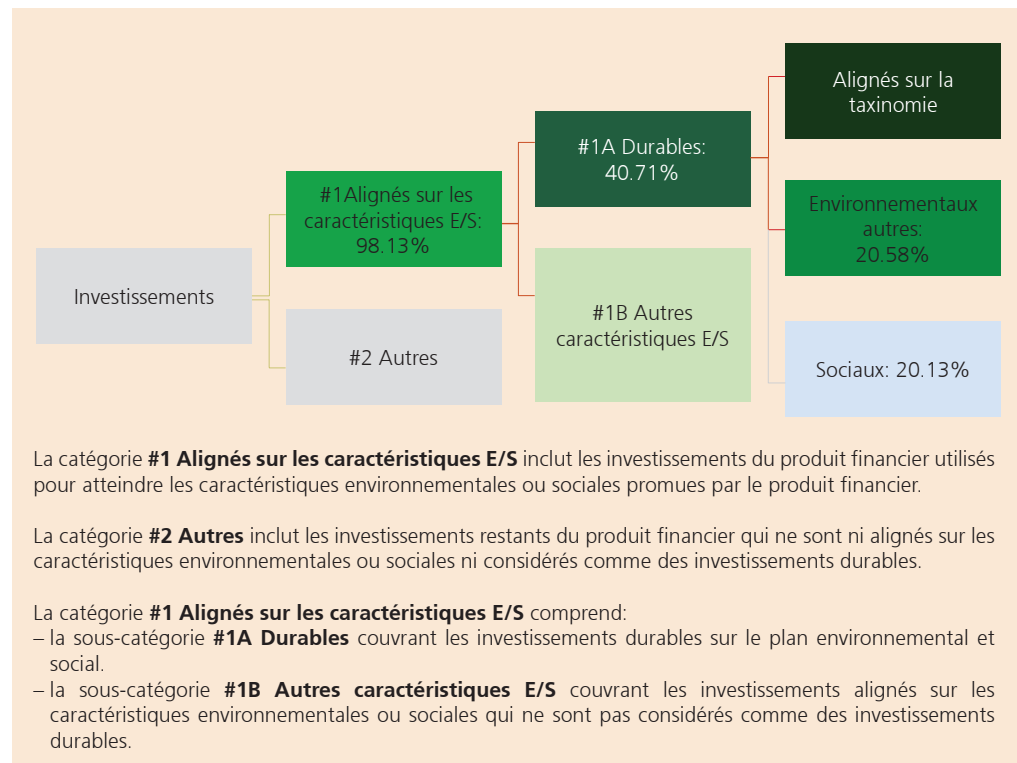 Alignés sur la
taxinomie
#1A Durables:
40.71%
#1Alignés sur les
caractéristiques E/S:
98.13%
Environnementaux
autres:
20.58%
Investissements
#1B Autres
caractéristiques E/S
#2 Autres
Sociaux: 20.13%
La catégorie #1 Alignés sur les caractéristiques E/S inclut les investissements du produit financier utilisés
pour atteindre les caractéristiques environnementales ou sociales promues par le produit financier.
La catégorie #2 Autres inclut les investissements restants du produit financier qui ne sont ni alignés sur les
caractéristiques environnementales ou sociales ni considérés comme des investissements durables.
La catégorie #1 Alignés sur les caractéristiques E/S comprend:
– la sous-catégorie #1A Durables couvrant les investissements durables sur le plan environnemental et
social.
– la sous-catégorie #1B Autres caractéristiques E/S couvrant les investissements alignés sur les
caractéristiques environnementales ou sociales qui ne sont pas considérés comme des investissements
durables.